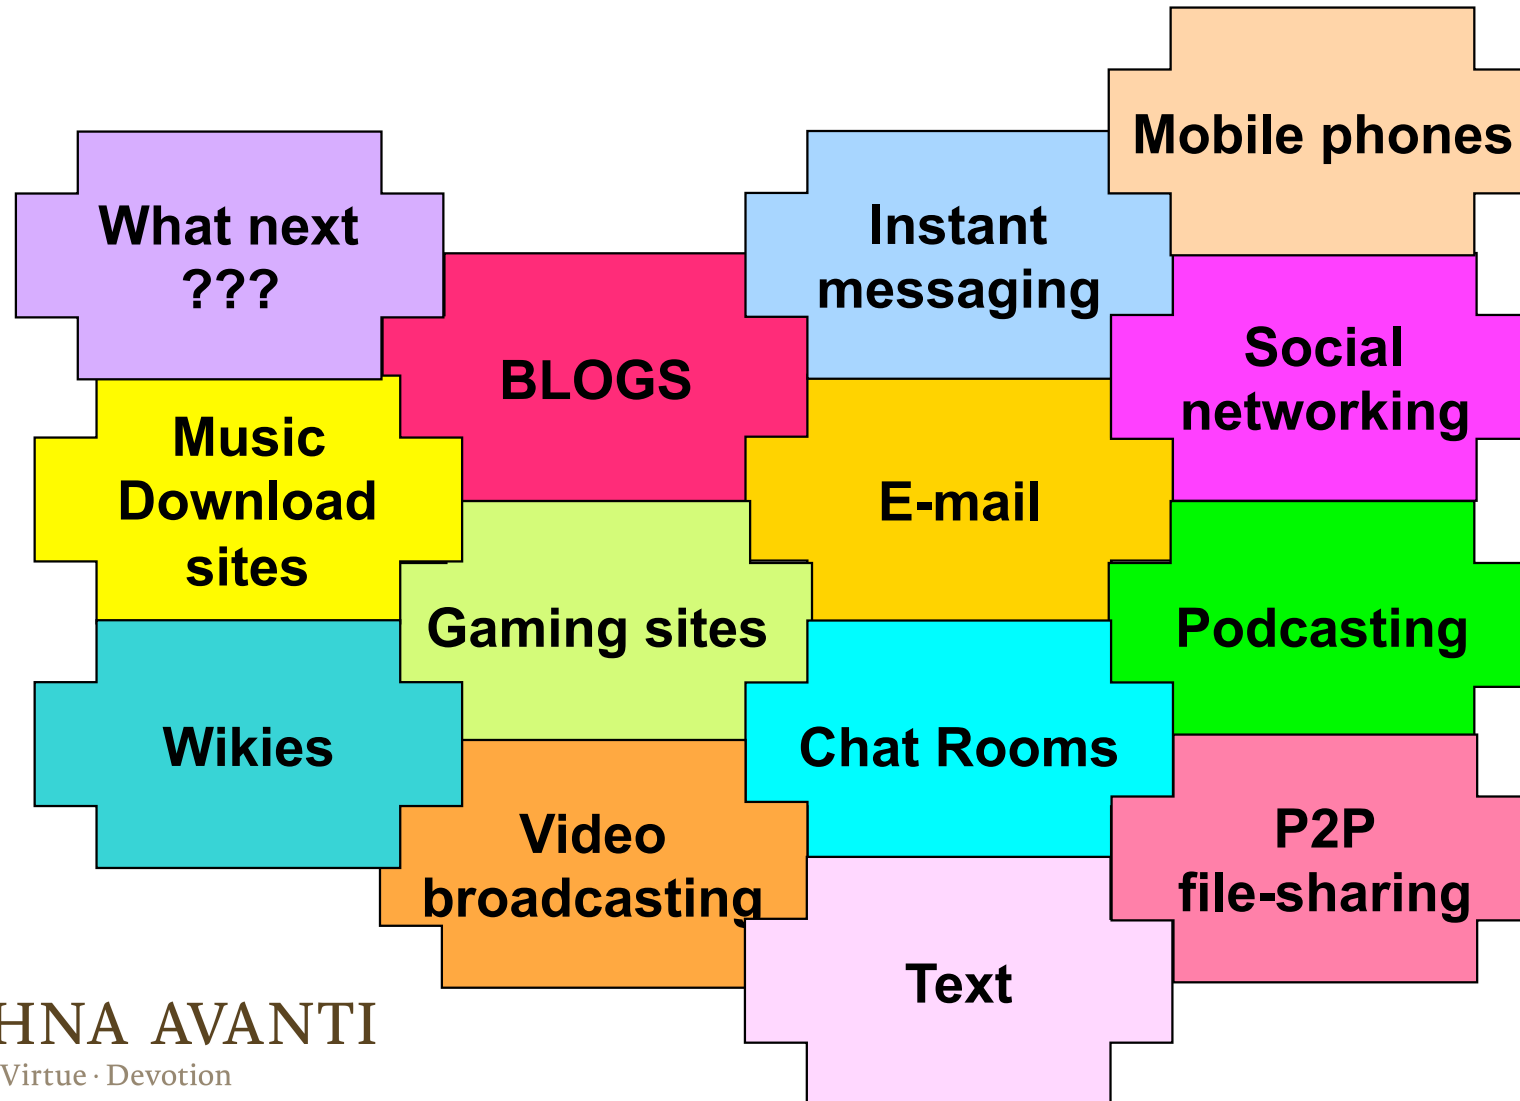 Mobile phones
What next
???
Instant
messaging
BLOGS
Social
networking
Music
Download
sites
E-mail
Gaming sites
Podcasting
Wikies
Chat Rooms
Video
broadcasting
P2P
file-sharing
Text
HNA AVANTI
Virtue · Devotion